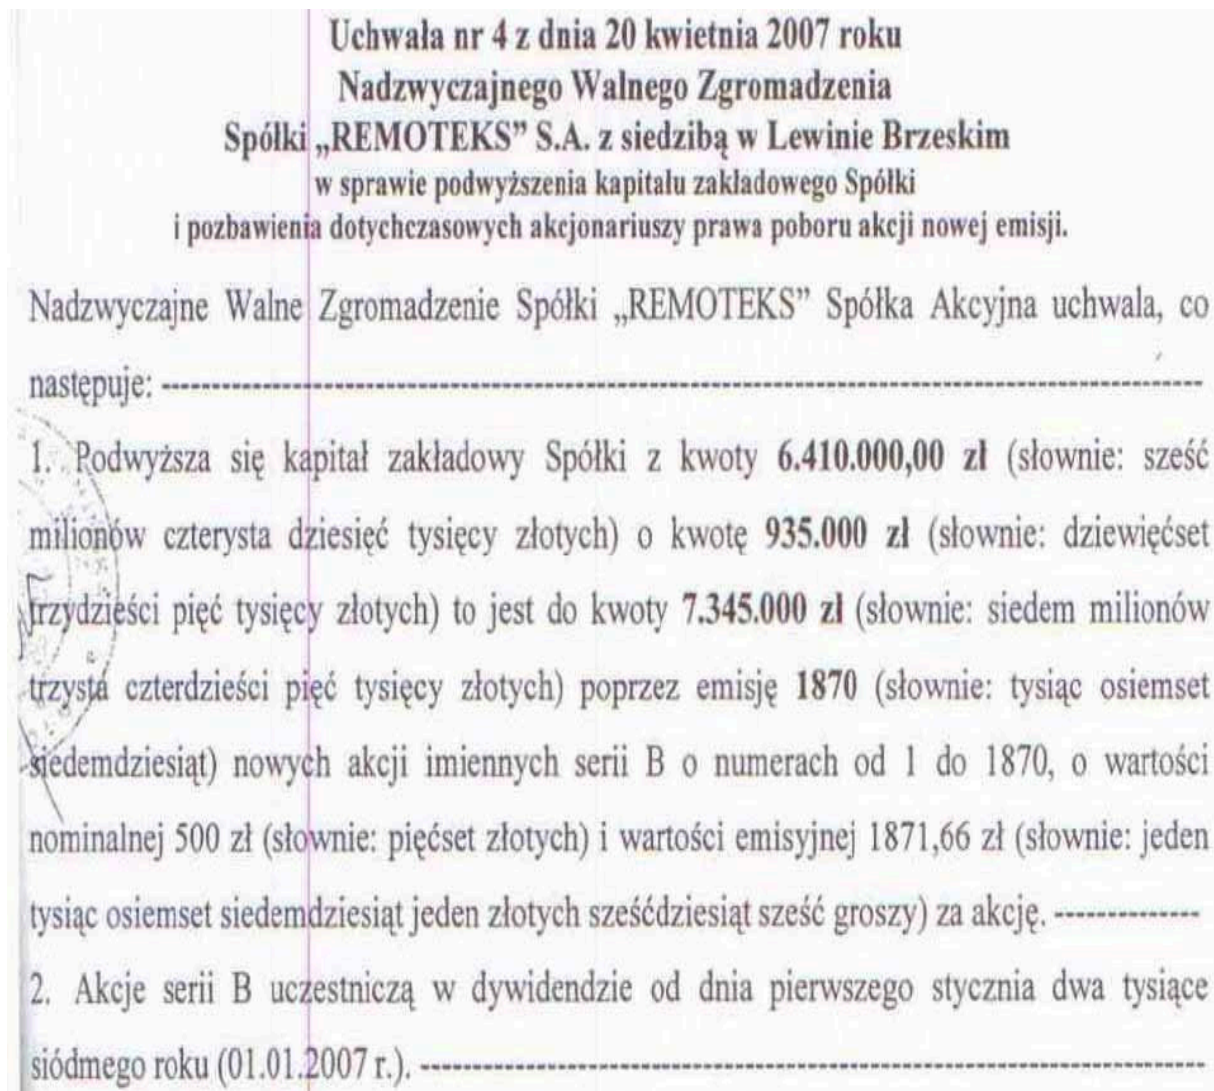 Uchwała nr 4 z dnia 20 kwietnia 2007 roku
Nadzwyczajnego Walnego Zgromadzenia
Spółki „REMOTEKS” S.A. z siedzibą w Lewinie Brzeskim
w sprawie podwyższenia kapitału zakładowego Spółki
i pozbawienia dotychczasowych akcjonariuszy prawa poboru akcji nowej emisji.
Nadzwyczajne Walne Zgromadzenie Spółki „REMOTEKS” Spółka Akcyjna uchwala, co
następuje: ---------------------------------------------------------------------------------------------------------
1. Podwyższa się kapitał zakładowy Spółki z kwoty 6.410.000,00 zł (słownie: sześć
milionów czterysta dziesięć tysięcy złotych) o kwotę 935.000 zł (słownie: dziewięćset
trzydzieści pięć tysięcy złotych) to jest do kwoty 7.345.000 zł (słownie: siedem milionów
trzysta czterdzieści pięć tysięcy złotych) poprzez emisję 1870 (słownie: tysiąc osiemset
siedemdziesiąt) nowych akcji imiennych serii B o numerach od 1 do 1870, o wartości
nominalnej 500 zł (słownie: pięćset złotych) i wartości emisyjnej 1871,66 zł (słownie: jeden
tysiąc osiemset siedemdziesiąt jeden złotych sześćdziesiąt sześć groszy) za akcję. --------------
2. Akcje serii B uczestniczą w dywidendzie od dnia pierwszego stycznia dwa tysiące
siódmego roku (01.01.2007 r.). -------------------------------------------------------------------------------